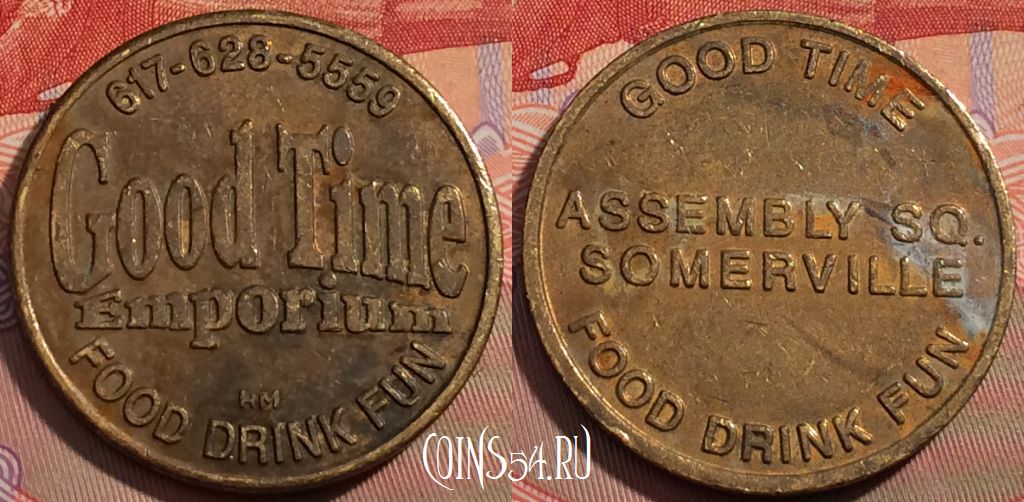 617-628-5559
Good Time
Emporium
HM
FOOD DRINK FUN
GOOD TIME
ASSEMBLY SQ.
SOMERVILLE
FOOD DRINK FUN
COINS54.RU